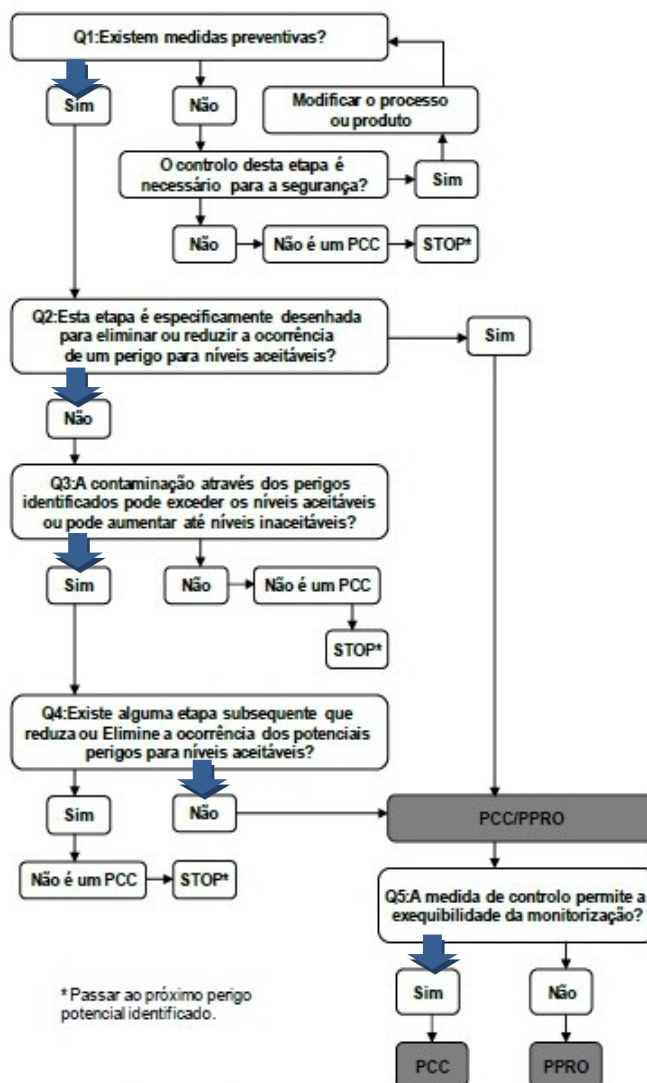 Q1:Existem medidas preventivas?
Sim
Não
Modificar o processo
ou produto
O controlo desta etapa é
necessário para a segurança?
Sim
Não
Não é um PCC
STOP*
Q2:Esta etapa é especificamente desenhada
para eliminar ou reduzir a ocorrência
de um perigo para níveis aceitáveis?
Sim
Não
Q3:A contaminação através dos perigos
identificados pode exceder os níveis aceitáveis
ou pode aumentar até níveis inaceitáveis?
Sim
Não
Não é um PCC
STOP*
Q4:Existe alguma etapa subsequente que
reduza ou Elimine a ocorrência dos potenciais
perigos para níveis aceitáveis?
Sim
Não
PCC/PPRO
Não é um PCC
STOP*
Q5:A medida de controlo permite a
exequibilidade da monitorização?
Sim
Não
* Passar ao próximo perigo
potencial identificado.
PCC
PPRO